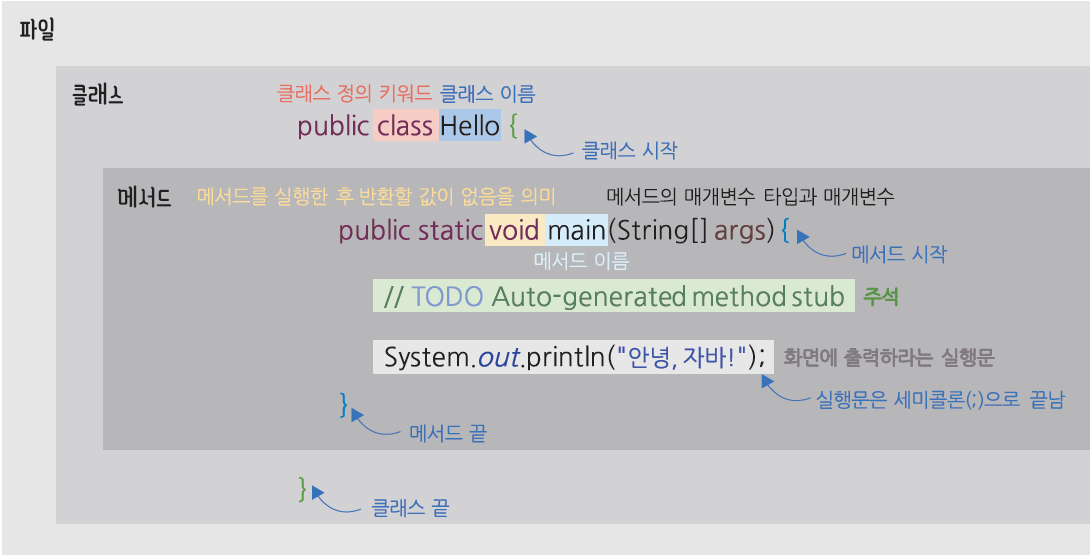 파일
클래스
클래스 정의 키워드 클래스 이름
public class Hello {
클래스 시작
메서드
메서드를 실행한 후 반환할 값이 없음을 의미
메서드의 매개변수 타입과 매개변수
public static void main(String[] args) {
메서드 시작
메서드 이름
// TODO Auto-generated method stub 주석
System.out.println("안녕, 자바!"); 화면에 출력하라는 실행문
실행문은 세미콜론(;)으로 끝남
}
메서드 끝
}
클래스 끝